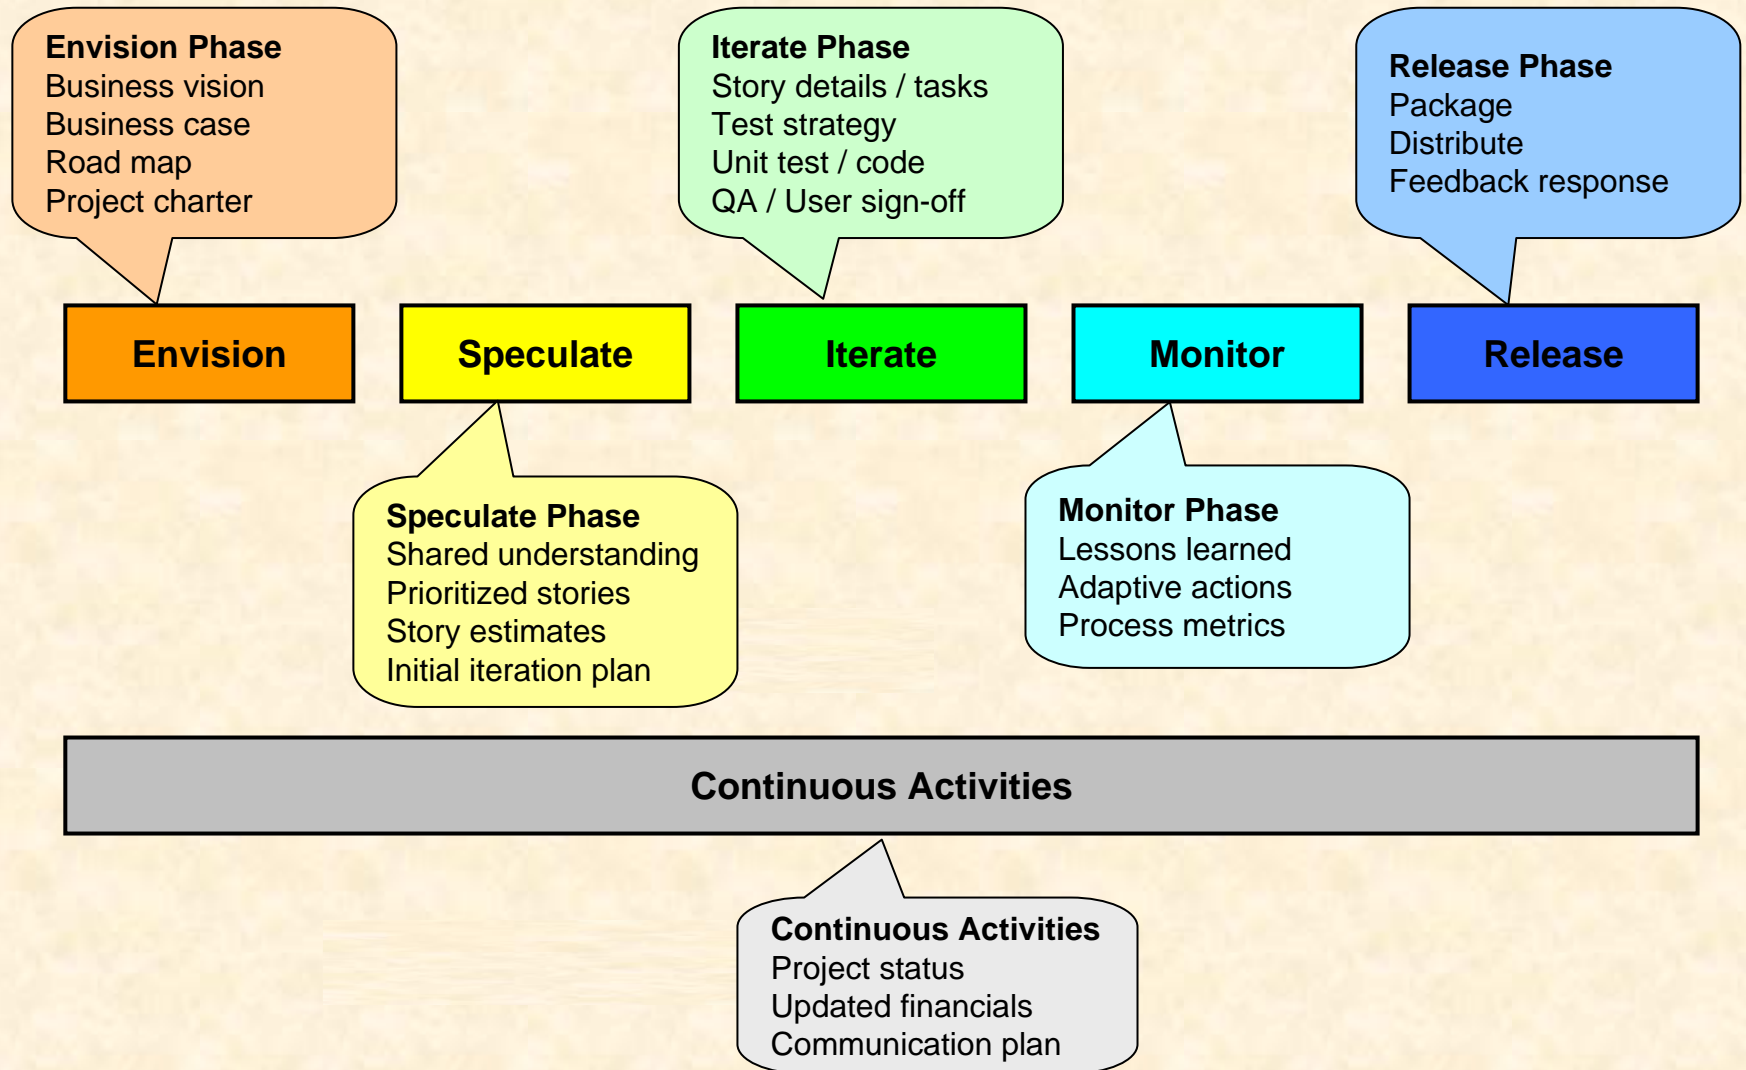 Envision Phase
Business vision
Business case
Road map
Project charter
Iterate Phase
Story details / tasks
Test strategy
Unit test / code
QA / User sign-off
Release Phase
Package
Distribute
Feedback response
Envision
Speculate
Iterate
Monitor
Release
Speculate Phase
Shared understanding
Prioritized stories
Story estimates
Initial iteration plan
Monitor Phase
Lessons learned
Adaptive actions
Process metrics
Continuous Activities
Continuous Activities
Project status
Updated financials
Communication plan